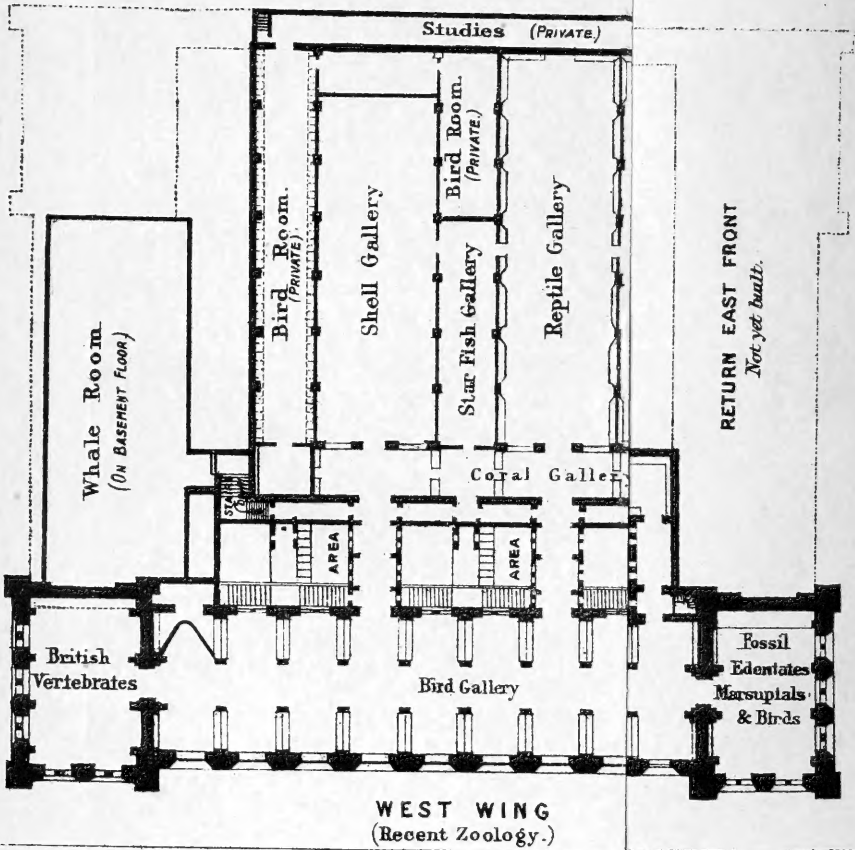 Studies (PRIVATE.)
Bird Room.
(PRIVATE.)
Shell Gallery
Bird Room.
(PRIVATE.)
Star Fish Gallery
Reptile Gallery
Whale Room.
(ON BASEMENT FLOOR)
RETURN EAST FRONT
Not yet built.
Coral Galler
AREA
AREA
British
Vertebrates
Bird Gallery
Fossil
Edentates
Marsupials
& Birds
WEST WING
(Recent Zoology.)